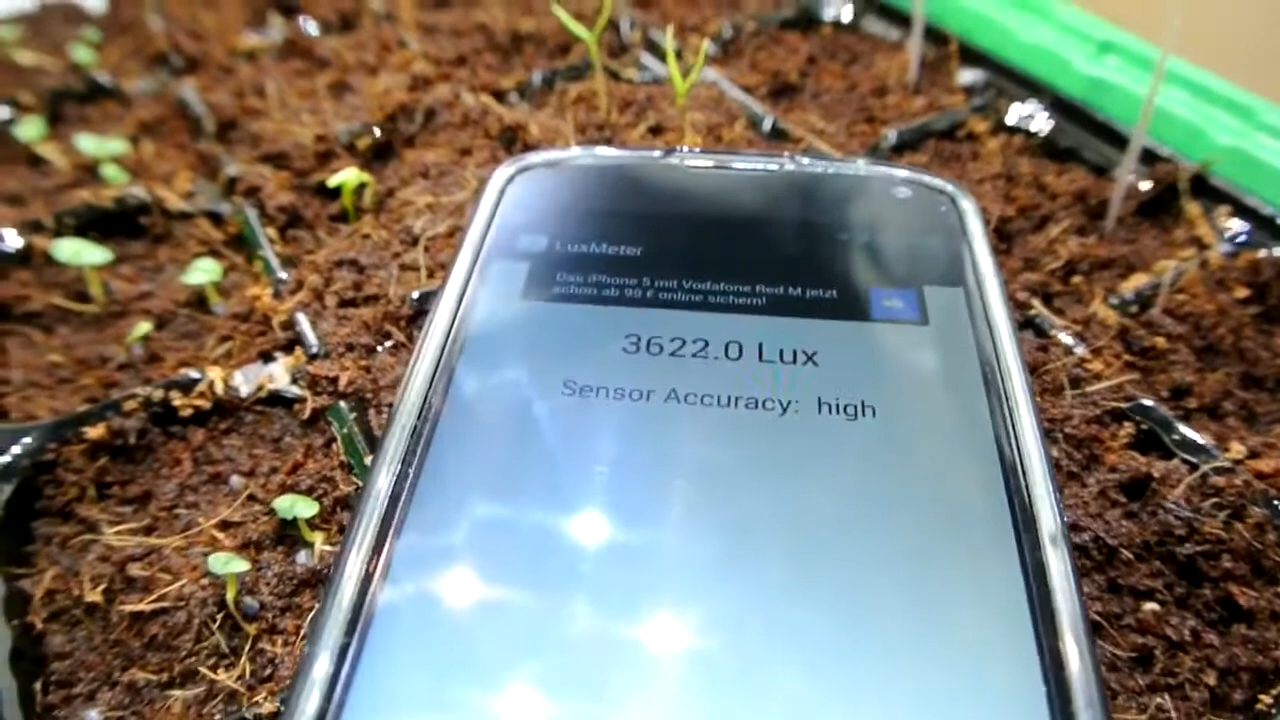 LuxMeter
Das iPhone 5 mit Vodafone Red M jetzt
schon ab 99 € online sichern!
3622.0 Lux
Sensor Accuracy: high